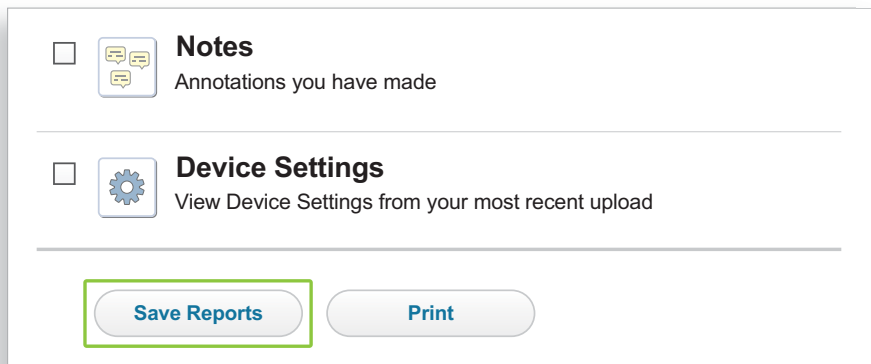 Notes
Annotations you have made
Device Settings
View Device Settings from your most recent upload
Save Reports
Print